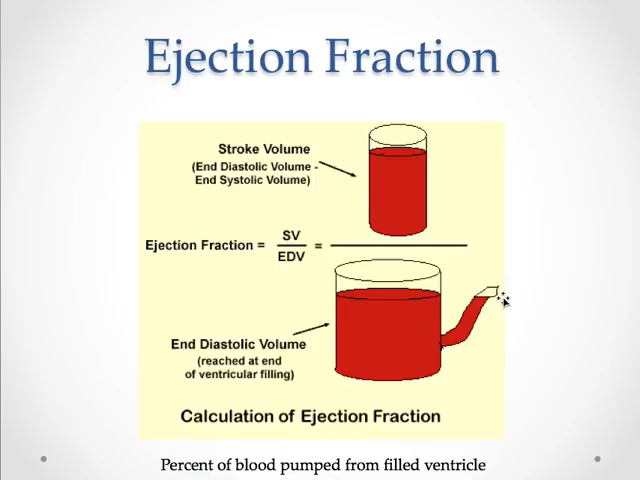 Ejection Fraction
Stroke Volume
(End Diastolic Volume -
End Systolic Volume)
Ejection Fraction = SV / EDV =
End Diastolic Volume
(reached at end
of ventricular filling)
Calculation of Ejection Fraction
Percent of blood pumped from filled ventricle